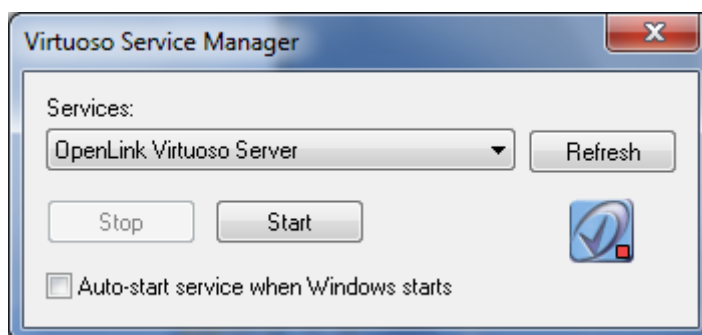 Virtuoso Service Manager
Services:
OpenLink Virtuoso Server
Refresh
Stop
Start
Auto-start service when Windows starts